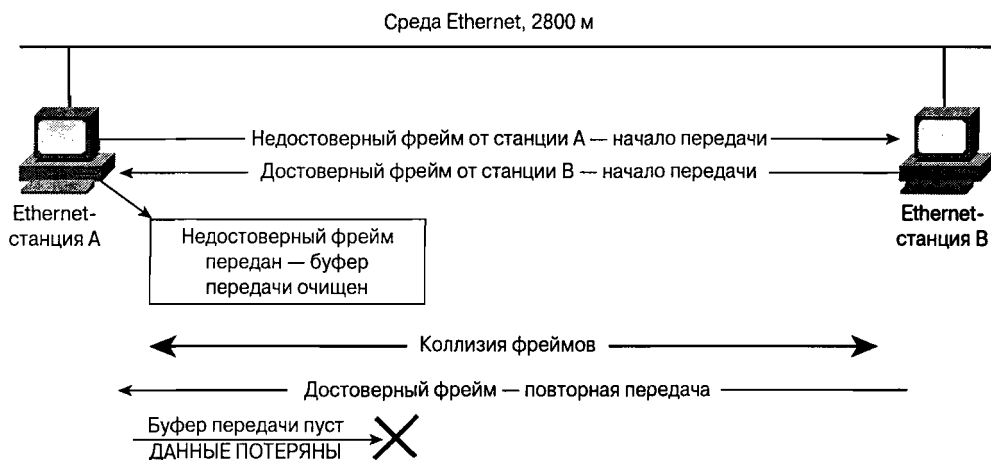 Среда Ethernet, 2800 м
Недостоверный фрейм от станции А — начало передачи
Достоверный фрейм от станции В — начало передачи
Ethernet-
станция А
Ethernet-
станция В
Недостоверный фрейм
передан — буфер
передачи очищен
Коллизия фреймов
Достоверный фрейм — повторная передача
Буфер передачи пуст
ДАННЫЕ ПОТЕРЯНЫ